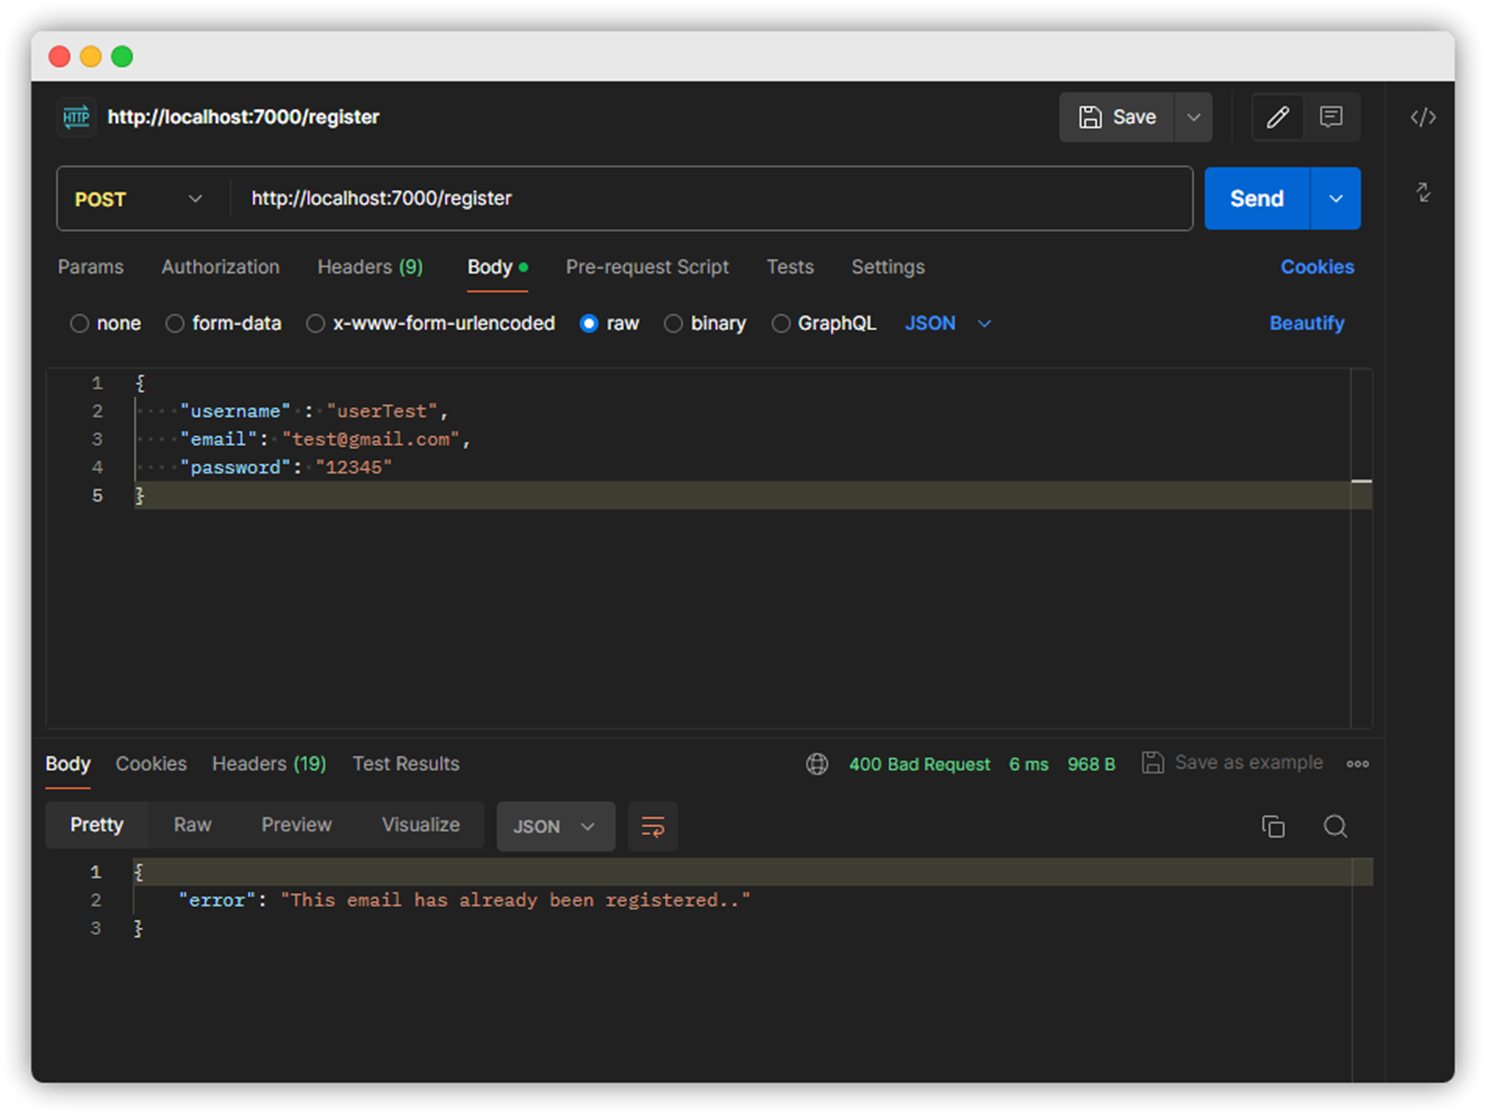 HTTP http://localhost:7000/register Save
POST http://localhost:7000/register Send
Params Authorization Headers (9) Body Pre-request Script Tests Settings Cookies
none form-data x-www-form-urlencoded raw binary GraphQL JSON Beautify
1 {
2 "username" : "userTest",
3 "email": "test@gmail.com",
4 "password": "12345"
5 }
Body Cookies Headers (19) Test Results 400 Bad Request 6 ms 968 B Save as example
Pretty Raw Preview Visualize JSON
1 {
2 "error": "This email has already been registered.."
3 }